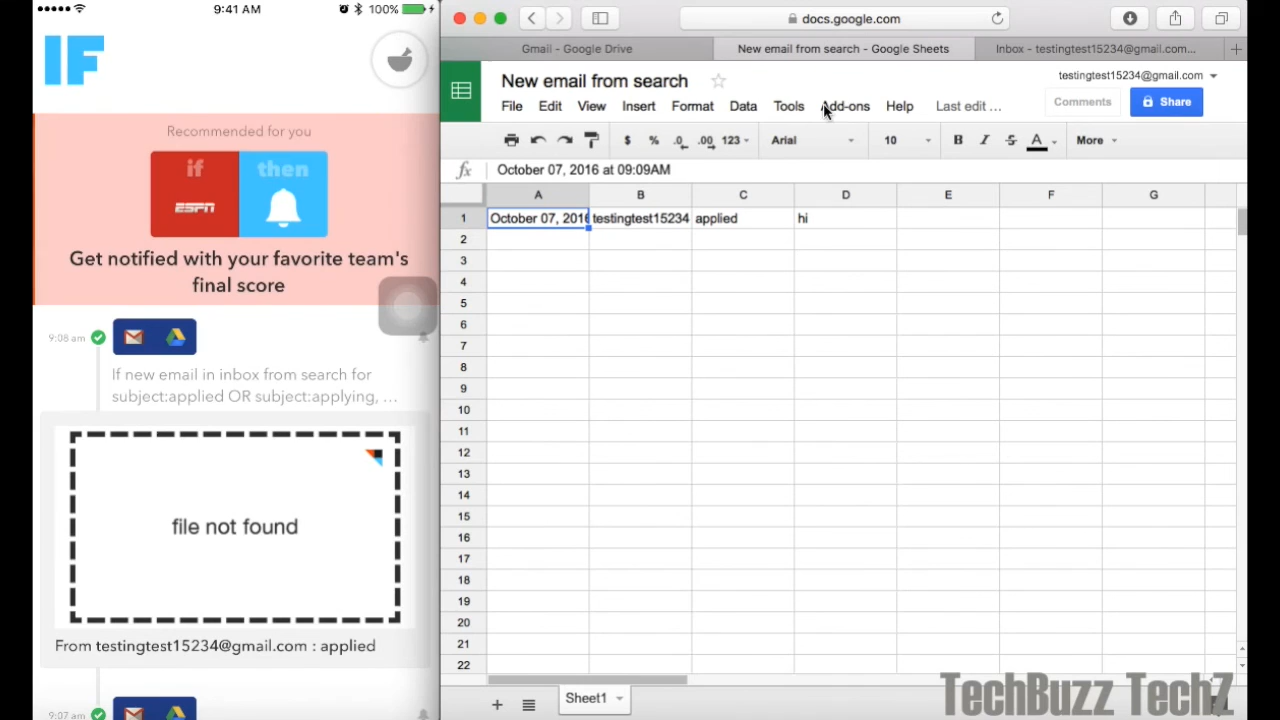 9:41 AM
100%
IF
Recommended for you
if then
ESPN
Get notified with your favorite team's
final score
9:08 am
If new email in inbox from search for
subject:applied OR subject:applying, ...
file not found
From testingtest15234@gmail.com : applied
9:07 am
docs.google.com
Gmail - Google Drive
New email from search - Google Sheets
Inbox - testingtest15234@gmail.com...
New email from search
testingtest15234@gmail.com
File Edit View Insert Format Data Tools Add-ons Help Last edit ...
Comments
Share
$ % .0 .00 123 Arial 10 B I S A More
fx October 07, 2016 at 09:09AM
A B C D E F G
1 October 07, 2016 testingtest15234 applied hi
2
3
4
5
6
7
8
9
10
11
12
13
14
15
16
17
18
19
20
21
22
Sheet1
TechBuzz TechZ